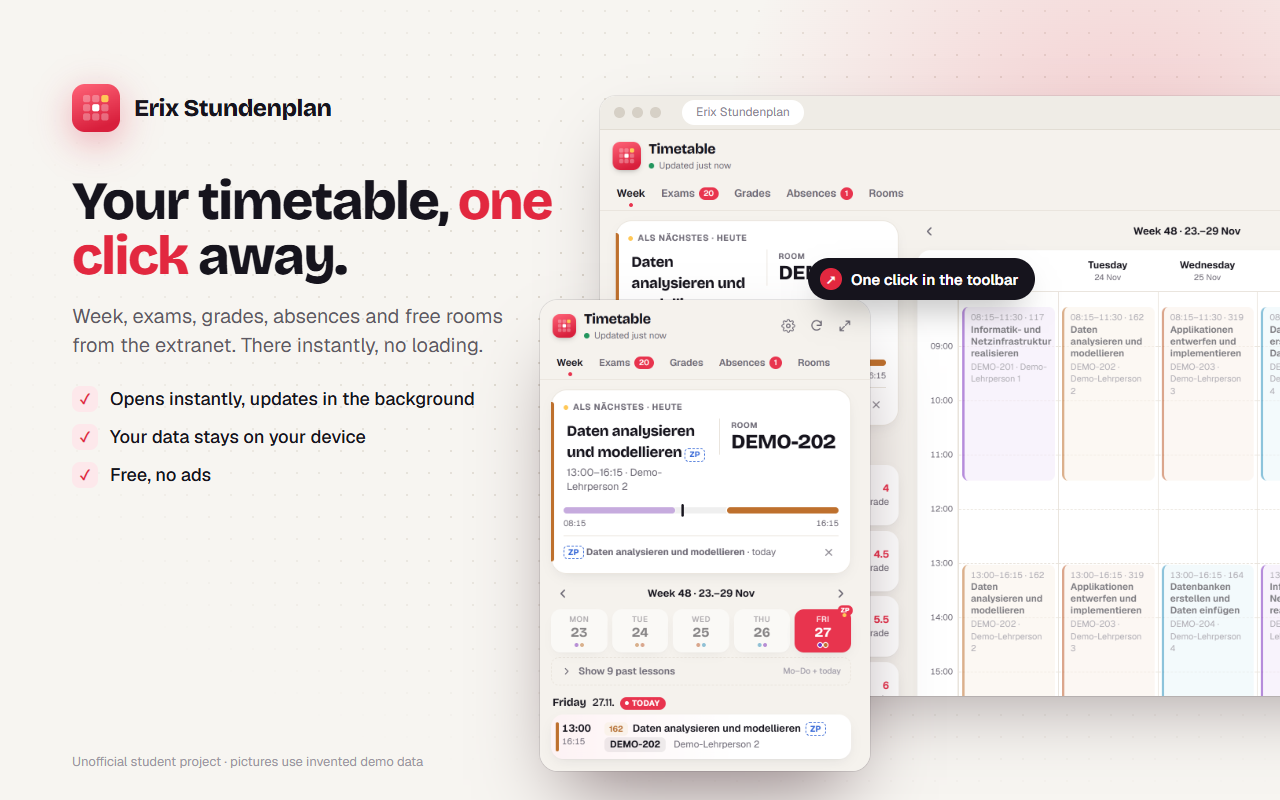 Erix Stundenplan
Your timetable, one
click away.
Week, exams, grades, absences and free rooms
from the extranet. There instantly, no loading.
✓ Opens instantly, updates in the background
✓ Your data stays on your device
✓ Free, no ads
Unofficial student project · pictures use invented demo data
Erix Stundenplan
Timetable
Updated just now
Week Exams 20 Grades Absences 1 Rooms
ALS NÄCHSTES · HEUTE
Daten
analysieren und
ROOM
One click in the toolbar
6:15
4
rade
4.5
rade
5.5
rade
6
Week 48 · 23.–29 Nov
Tuesday
24 Nov
Wednesday
25 Nov
09:00
10:00
11:00
12:00
13:00
14:00
15:00
08:15–11:30 · 117
Informatik- und
Netzinfrastruktur
realisieren
DEMO-201 · Demo-
Lehrperson 1
08:15–11:30 · 162
Daten
analysieren und
modellieren
DEMO-202 ·
Demo-Lehrperson
2
08:15–11:30 · 319
Applikationen
entwerfen und
implementieren
DEMO-203 ·
Demo-Lehrperson
3
13:00–16:15 · 162
Daten
analysieren und
modellieren
DEMO-202 ·
Demo-Lehrperson
2
13:00–16:15 · 319
Applikationen
entwerfen und
implementieren
DEMO-203 ·
Demo-Lehrperson
3
13:00–16:15 · 164
Datenbanken
erstellen und
Daten einfügen
DEMO-204 ·
Demo-Lehrperson
4
Timetable
Updated just now
Week Exams 20 Grades Absences 1 Rooms
ALS NÄCHSTES · HEUTE
Daten analysieren
und modellieren ZP
13:00–16:15 · Demo-
Lehrperson 2
ROOM
DEMO-202
08:15 16:15
ZP Daten analysieren und modellieren · today
Week 48 · 23.–29 Nov
MON TUE WED THU FRI ZP
23 24 25 26 27
Show 9 past lessons Mo–Do + today
Friday 27.11. TODAY
13:00 162 Daten analysieren und modellieren ZP
16:15 DEMO-202 Demo-Lehrperson 2